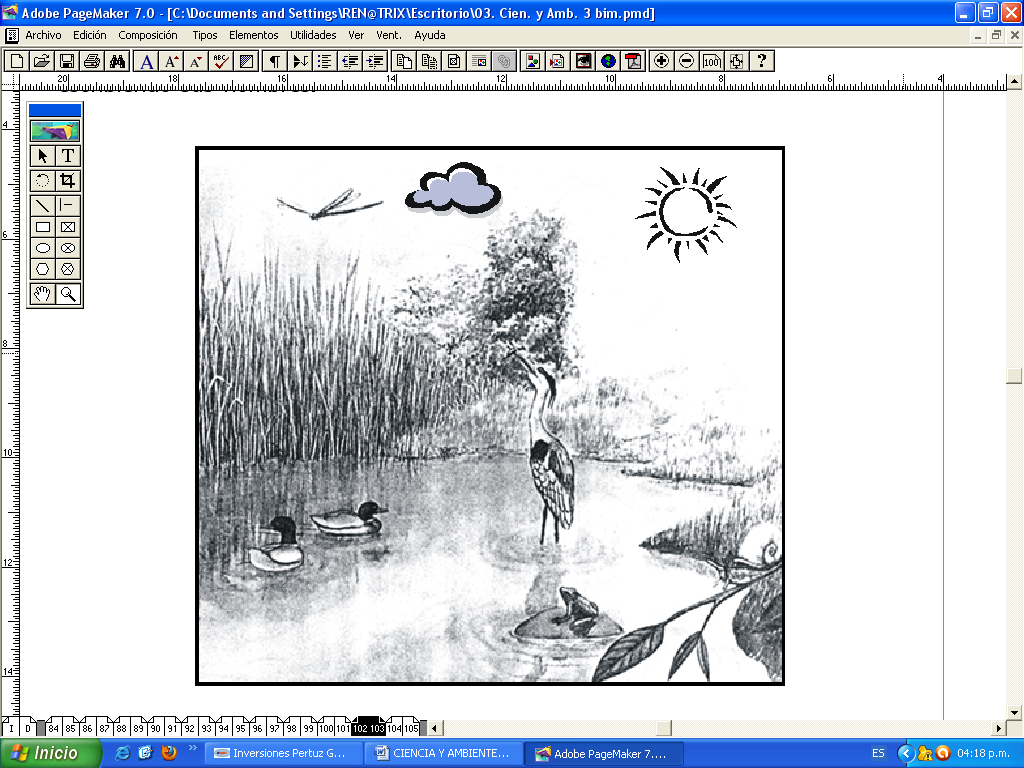 Adobe PageMaker 7.0 - [C:\Documents and Settings\REN@TRIX\Escritorio\03. Cien. y Amb. 3 bim.pmd]
Archivo Edición Composición Tipos Elementos Utilidades Ver Vent. Ayuda
A A A ABC ¶ 100 ?
20 18 16 14 12 10 8 6 4
T
4
6
8
10
12
14
I D 84 85 86 87 88 89 90 91 92 93 94 95 96 97 98 99 100 101 102 103 104 105
Inicio » Inversiones Pertuz G... CIENCIA Y AMBIENTE... Adobe PageMaker 7.... ES 04:18 p.m.